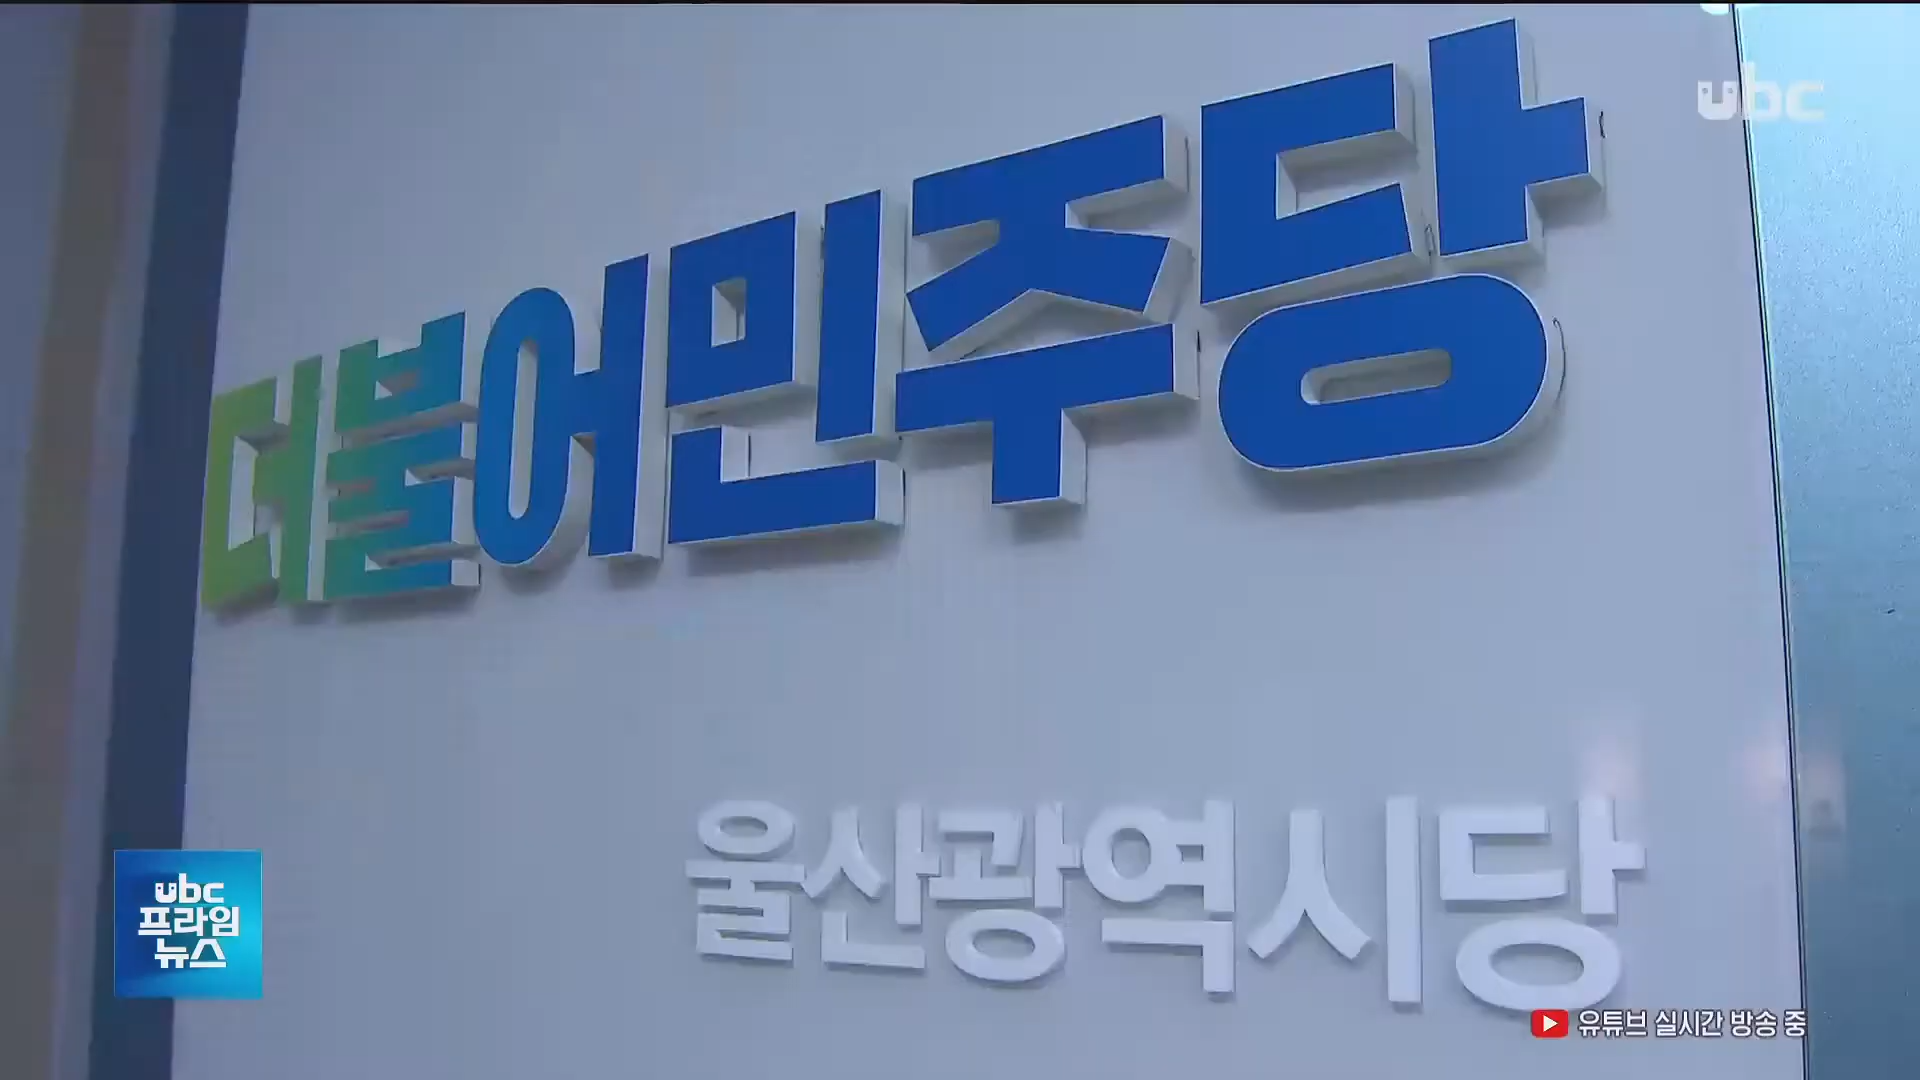 ubc
더불어민주당
울산광역시당
ubc
프라임
뉴스
유튜브 실시간 방송 중